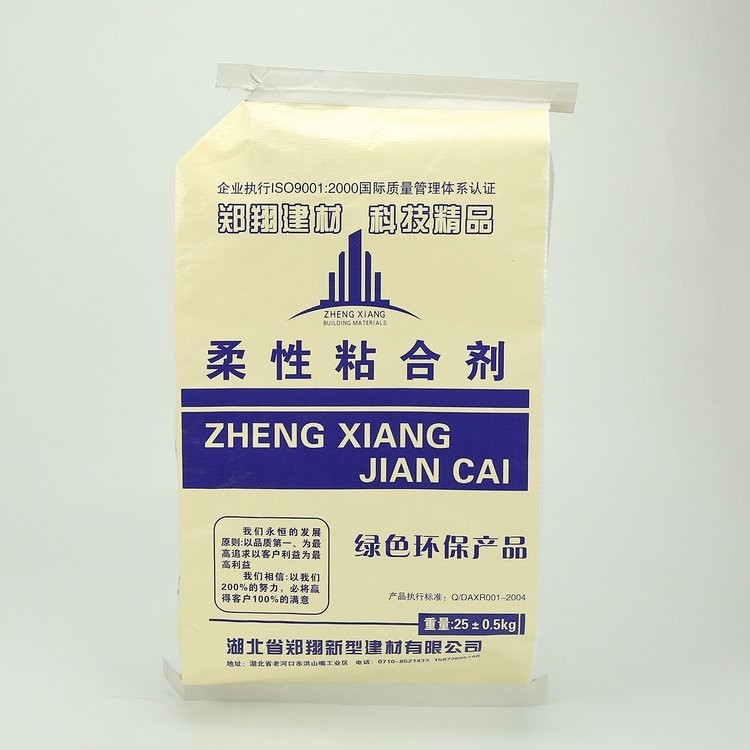 企业执行ISO9001:2000国际质量管理体系认证
郑翔建材 科技精品
ZHENG XIANG
BUILDING MATERIALS
柔性粘合剂
ZHENG XIANG
JIAN CAI
我们永恒的发展
原则:以品质第一、为最
高追求以客户利益为最
高利益
我们相信:以我们
200%的努力,必将赢
得客户100%的满意
绿色环保产品
产品执行标准: Q/DAXR001-2004
重量:25±0.5kg
湖北省郑翔新型建材有限公司
地址: 湖北省老河口市洪山嘴工业区 电话: 0710-8521433